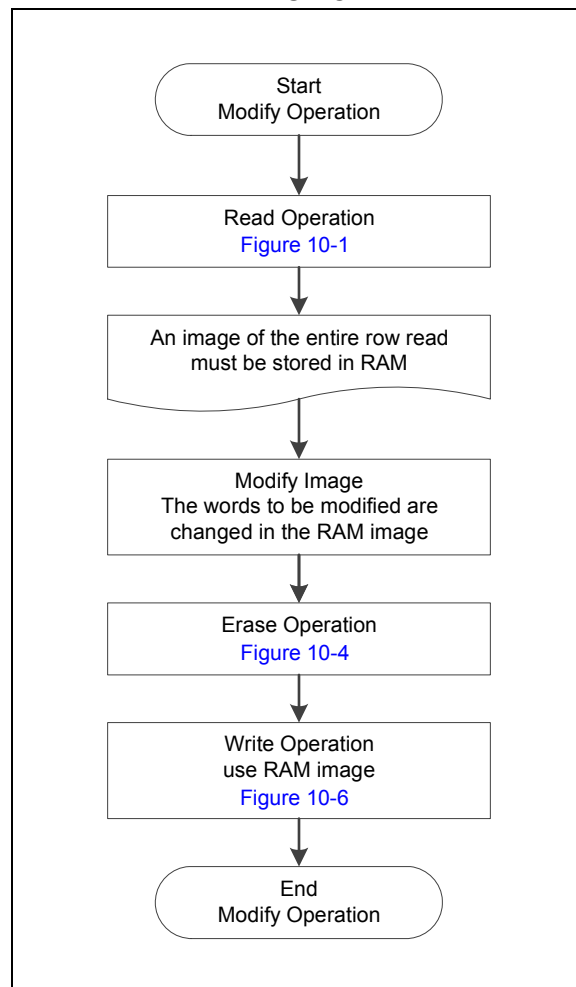 Start
Modify Operation
Read Operation
Figure 10-1
An image of the entire row read
must be stored in RAM
Modify Image
The words to be modified are
changed in the RAM image
Erase Operation
Figure 10-4
Write Operation
use RAM image
Figure 10-6
End
Modify Operation